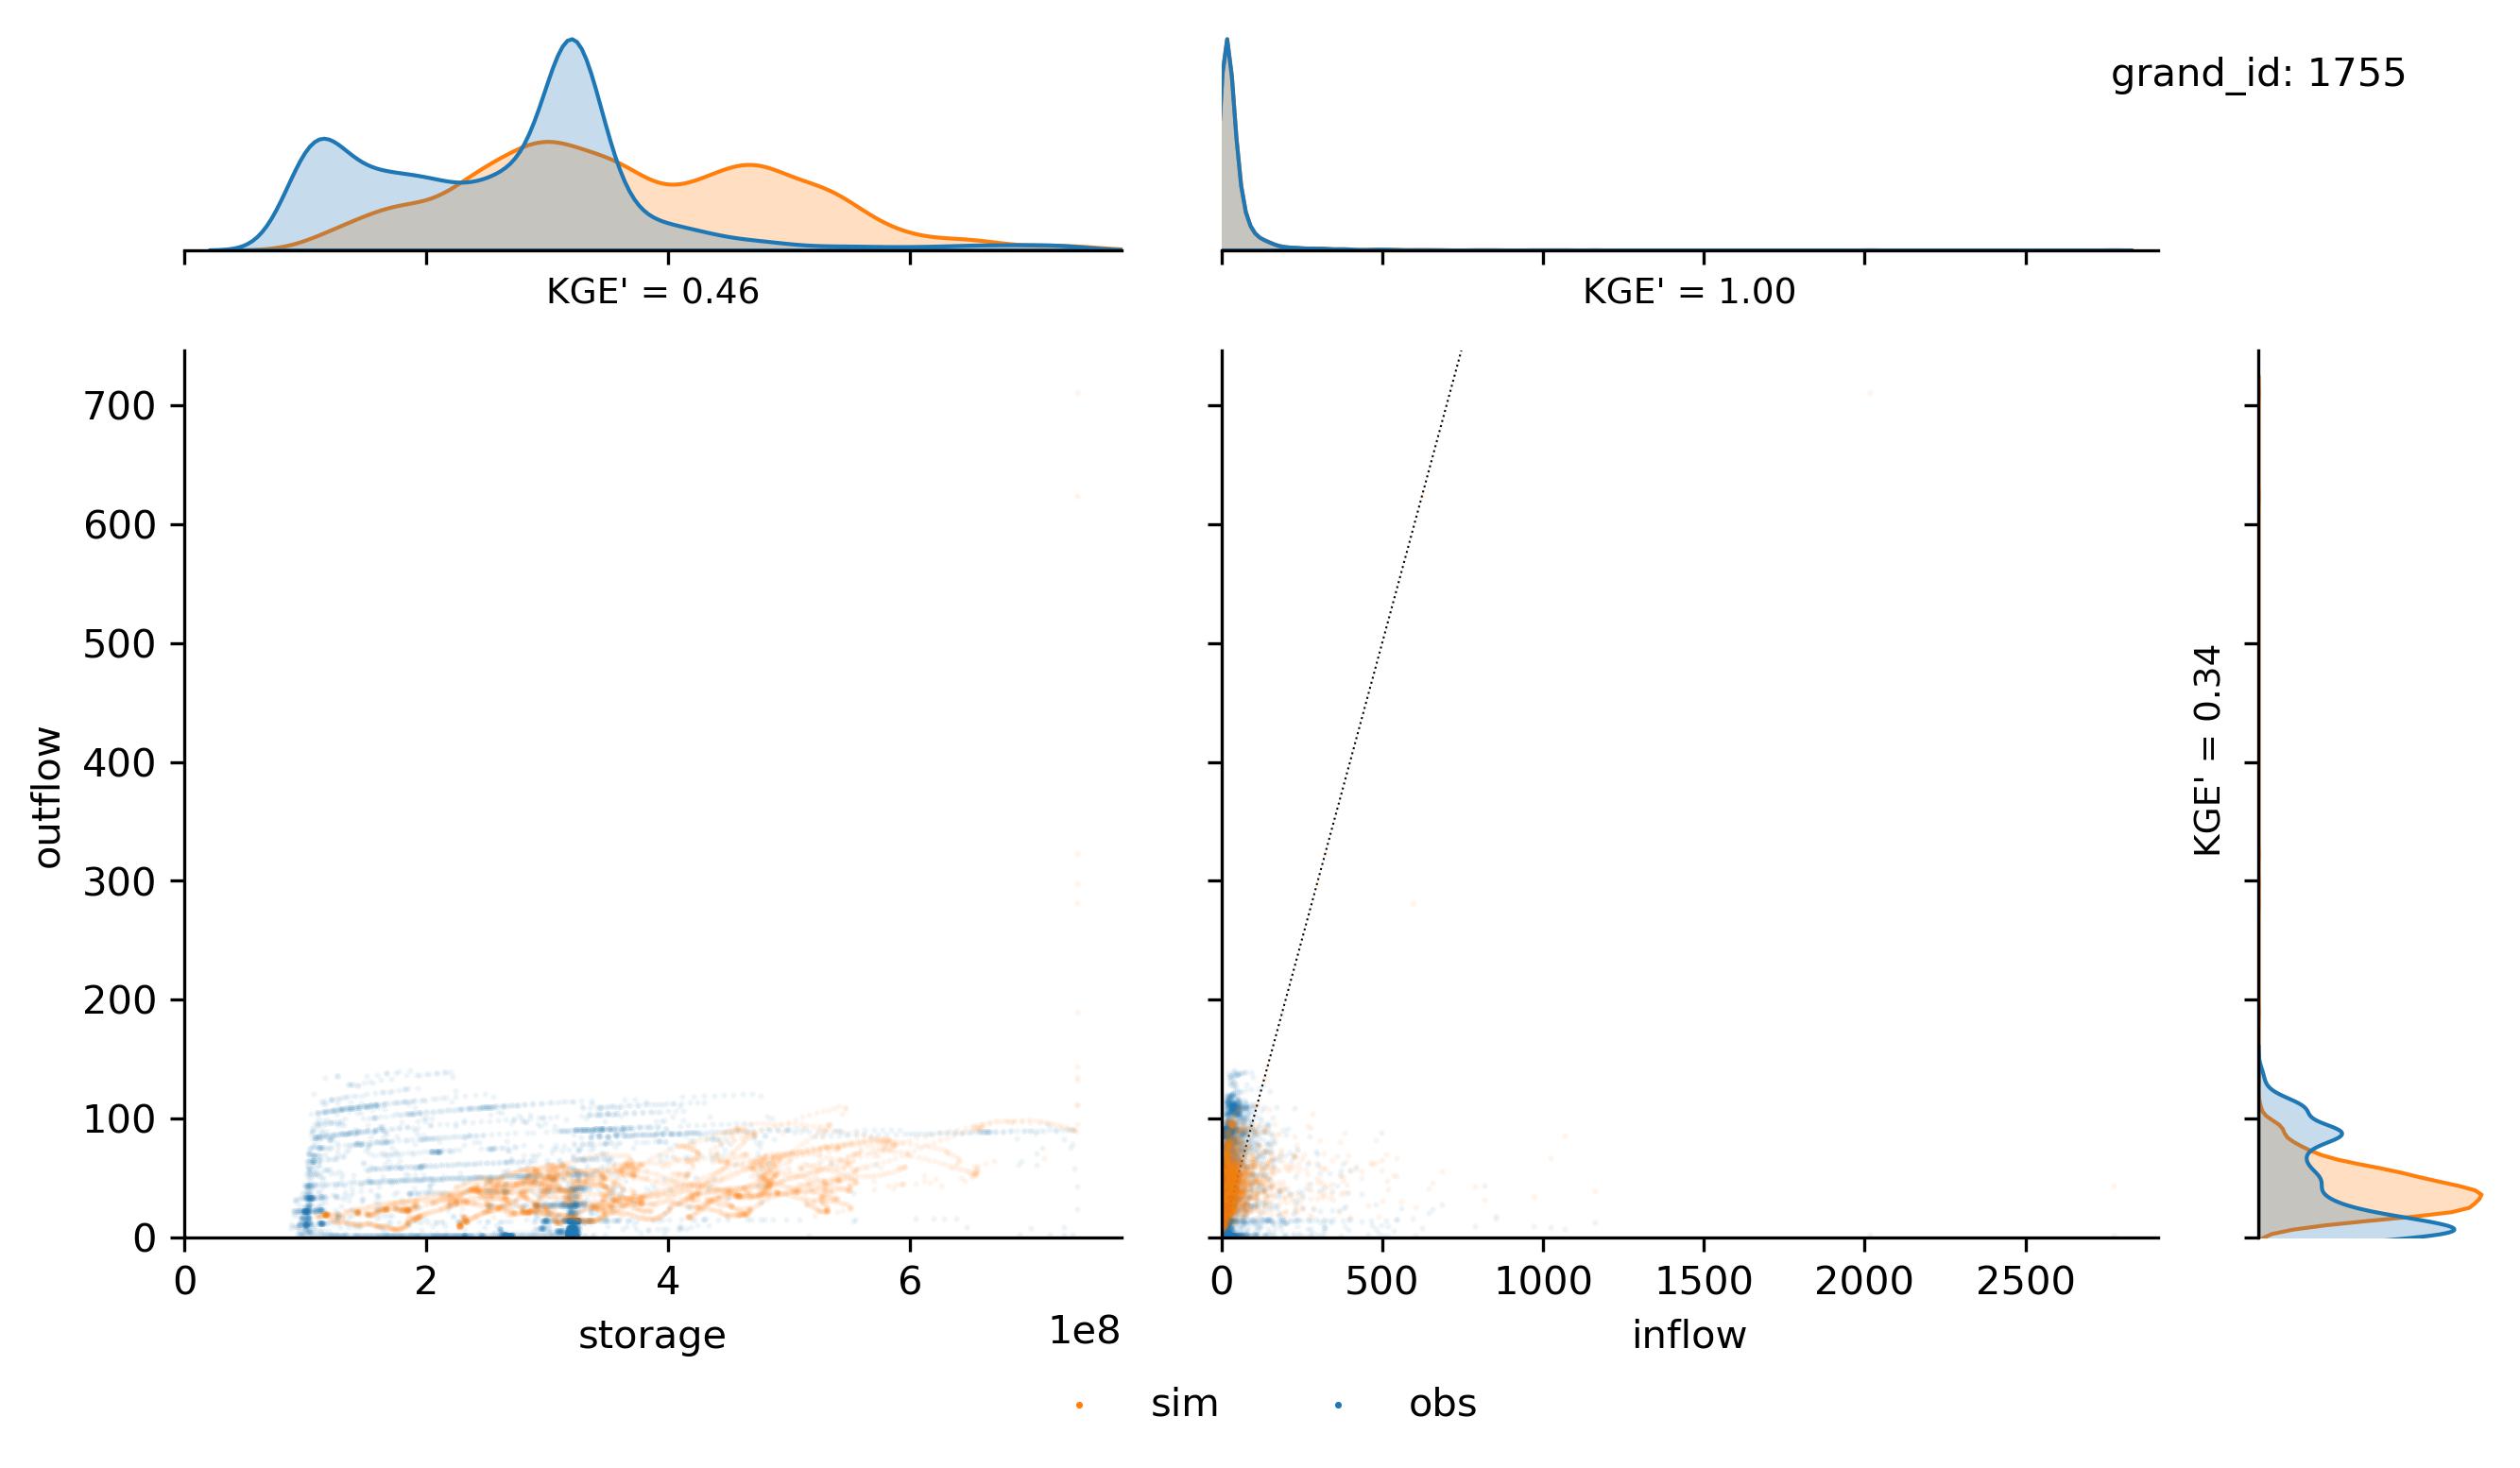 grand_id: 1755
KGE' = 0.46
KGE' = 1.00
700
600
500
400
300
200
100
0
outflow
KGE' = 0.34
0 2 4 6
1e8
storage
0 500 1000 1500 2000 2500
inflow
sim obs